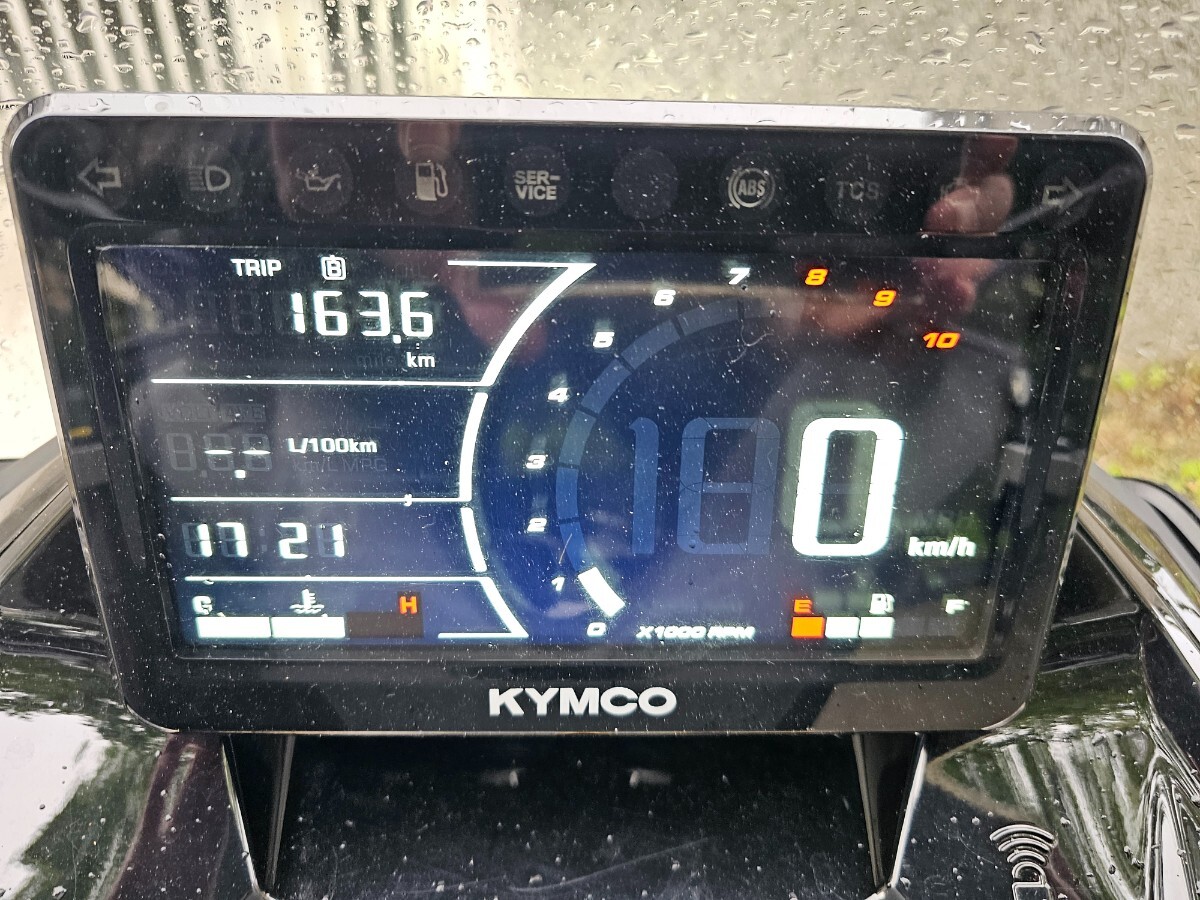 SER-
VICE
ABS
TCS
TRIP B
163.6
km
-.- L/100km
17 21
C H
0 1 2 3 4 5 6 7 8 9 10
X1000 RPM
0
km/h
E F
KYMCO